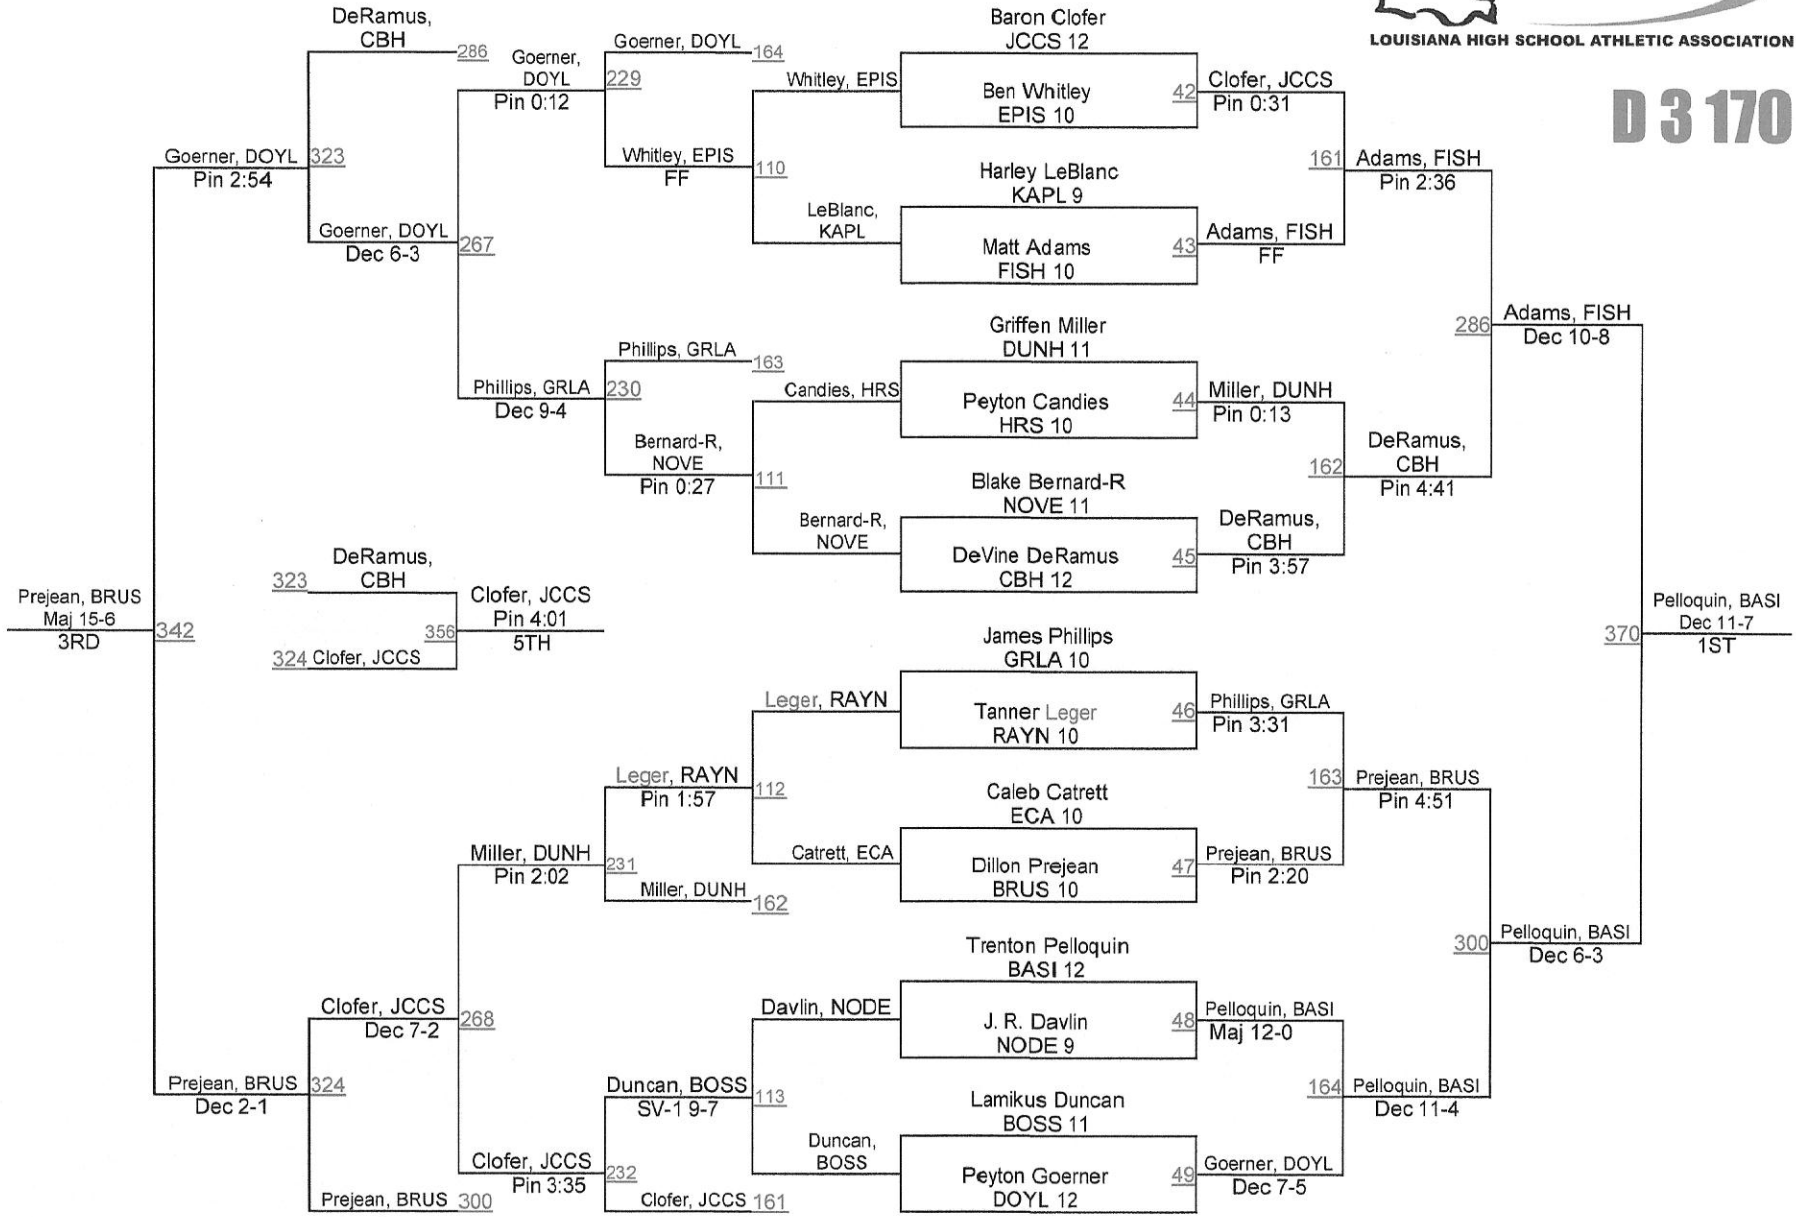 LOUISIANA HIGH SCHOOL ATHLETIC ASSOCIATION
D 3 170
DeRamus,
CBH
286
Goerner,
DOYL
Pin 0:12
Goerner, DOYL
164
229
Whitley, EPIS
FF
110
Goerner, DOYL
Pin 2:54
323
Goerner, DOYL
Dec 6-3
267
Phillips, GRLA
163
Phillips, GRLA
Dec 9-4
230
Bernard-R,
NOVE
Pin 0:27
111
Whitley, EPIS
LeBlanc,
KAPL
Candies, HRS
Bernard-R,
NOVE
Baron Clofer
JCCS 12
Ben Whitley
EPIS 10
42
Clofer, JCCS
Pin 0:31
Harley LeBlanc
KAPL 9
Matt Adams
FISH 10
43
Adams, FISH
FF
161
Adams, FISH
Pin 2:36
Griffen Miller
DUNH 11
Peyton Candies
HRS 10
44
Miller, DUNH
Pin 0:13
Blake Bernard-R
NOVE 11
DeVine DeRamus
CBH 12
45
DeRamus,
CBH
Pin 3:57
162
DeRamus,
CBH
Pin 4:41
286
Adams, FISH
Dec 10-8
Prejean, BRUS
Maj 15-6
3RD
342
323
DeRamus,
CBH
324 Clofer, JCCS
356
Clofer, JCCS
Pin 4:01
5TH
370
Pelloquin, BASI
Dec 11-7
1ST
James Phillips
GRLA 10
Tanner Leger
RAYN 10
46
Phillips, GRLA
Pin 3:31
Caleb Catrett
ECA 10
Dillon Prejean
BRUS 10
47
Prejean, BRUS
Pin 2:20
163
Prejean, BRUS
Pin 4:51
Trenton Pelloquin
BASI 12
J. R. Davlin
NODE 9
48
Pelloquin, BASI
Maj 12-0
Lamikus Duncan
BOSS 11
Peyton Goerner
DOYL 12
49
Goerner, DOYL
Dec 7-5
164
Pelloquin, BASI
Dec 11-4
300
Pelloquin, BASI
Dec 6-3
Leger, RAYN
Leger, RAYN
Pin 1:57
112
Catrett, ECA
Miller, DUNH
Pin 2:02
231
Miller, DUNH
162
Clofer, JCCS
Dec 7-2
268
Davlin, NODE
Duncan, BOSS
SV-1 9-7
113
Duncan,
BOSS
Prejean, BRUS
Dec 2-1
324
Clofer, JCCS
Pin 3:35
232
Clofer, JCCS 161
Prejean, BRUS 300